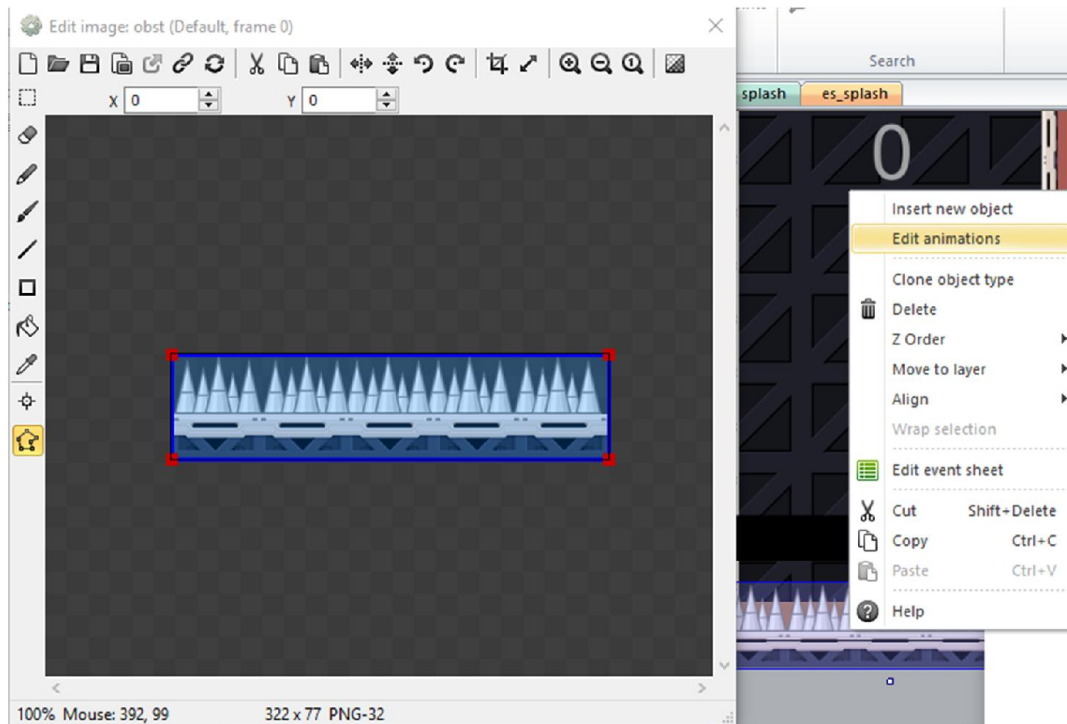 Edit image: obst (Default, frame 0)
X 0 Y 0
100% Mouse: 392, 99 322 x 77 PNG-32
Search
splash es_splash
0
Insert new object
Edit animations
Clone object type
Delete
Z Order
Move to layer
Align
Wrap selection
Edit event sheet
Cut Shift+Delete
Copy Ctrl+C
Paste Ctrl+V
Help